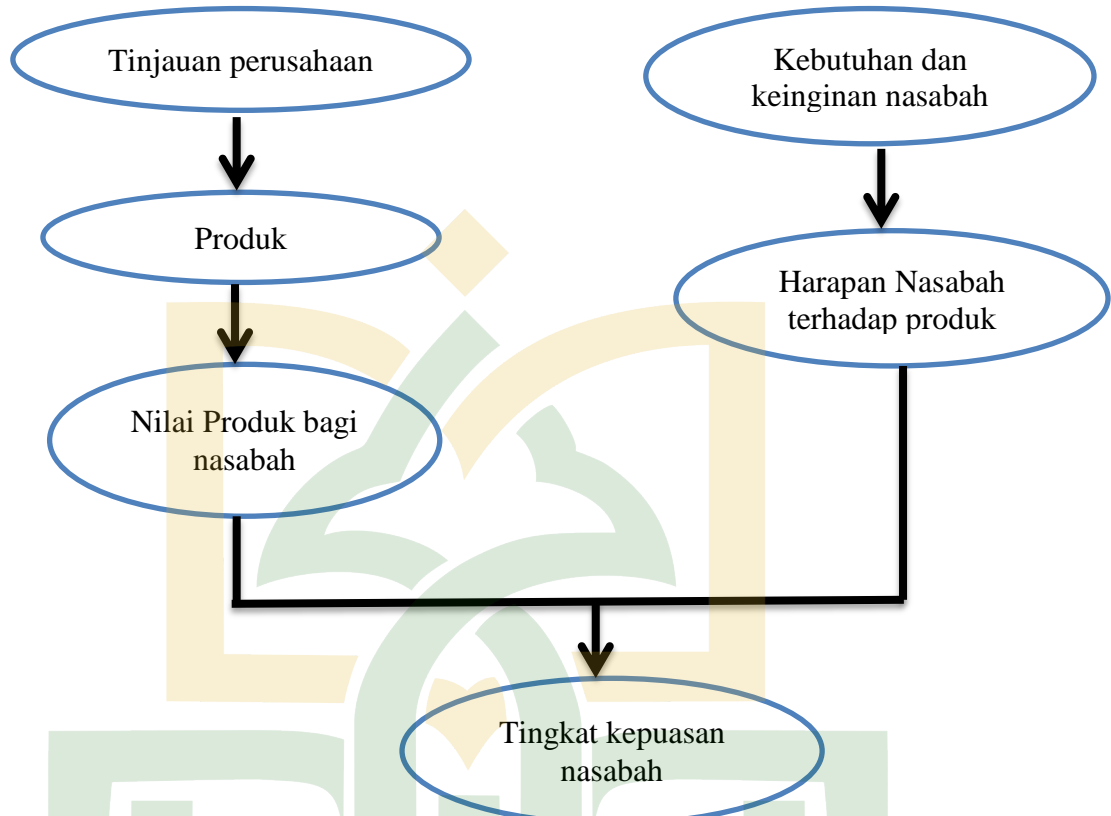 Tinjauan perusahaan
Kebutuhan dan
keinginan nasabah
Produk
Harapan Nasabah
terhadap produk
Nilai Produk bagi
nasabah
Tingkat kepuasan
nasabah